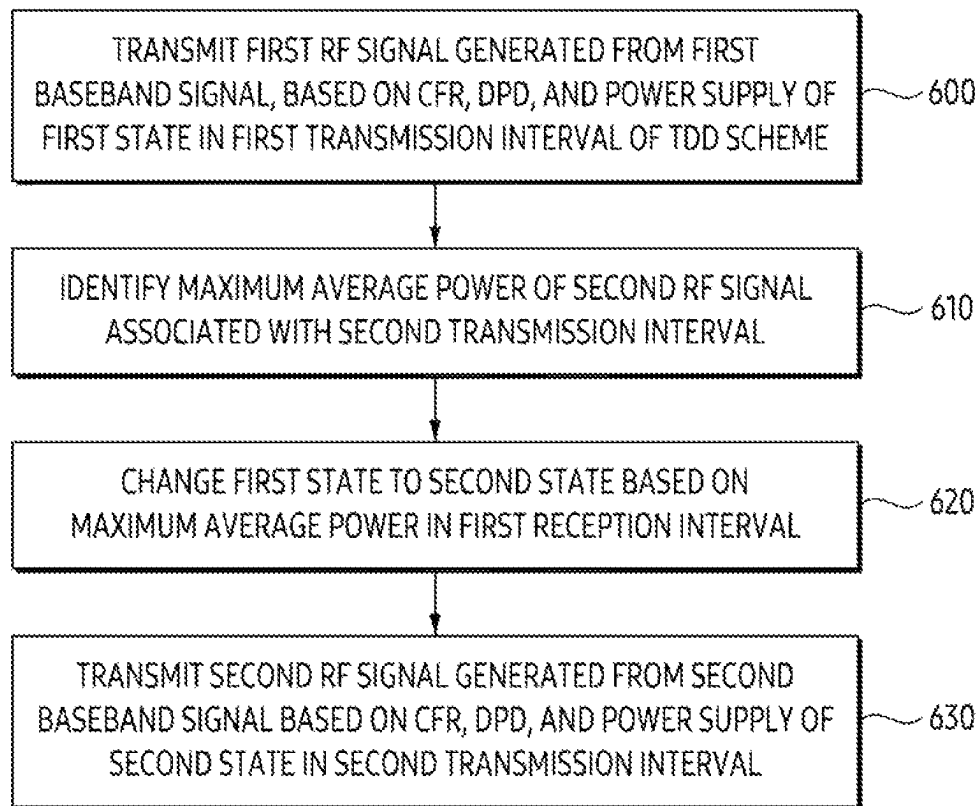 TRANSMIT FIRST RF SIGNAL GENERATED FROM FIRST
BASEBAND SIGNAL, BASED ON CFR, DPD, AND POWER SUPPLY OF
FIRST STATE IN FIRST TRANSMISSION INTERVAL OF TDD SCHEME
600
IDENTIFY MAXIMUM AVERAGE POWER OF SECOND RF SIGNAL
ASSOCIATED WITH SECOND TRANSMISSION INTERVAL
610
CHANGE FIRST STATE TO SECOND STATE BASED ON
MAXIMUM AVERAGE POWER IN FIRST RECEPTION INTERVAL
620
TRANSMIT SECOND RF SIGNAL GENERATED FROM SECOND
BASEBAND SIGNAL BASED ON CFR, DPD, AND POWER SUPPLY OF
SECOND STATE IN SECOND TRANSMISSION INTERVAL
630